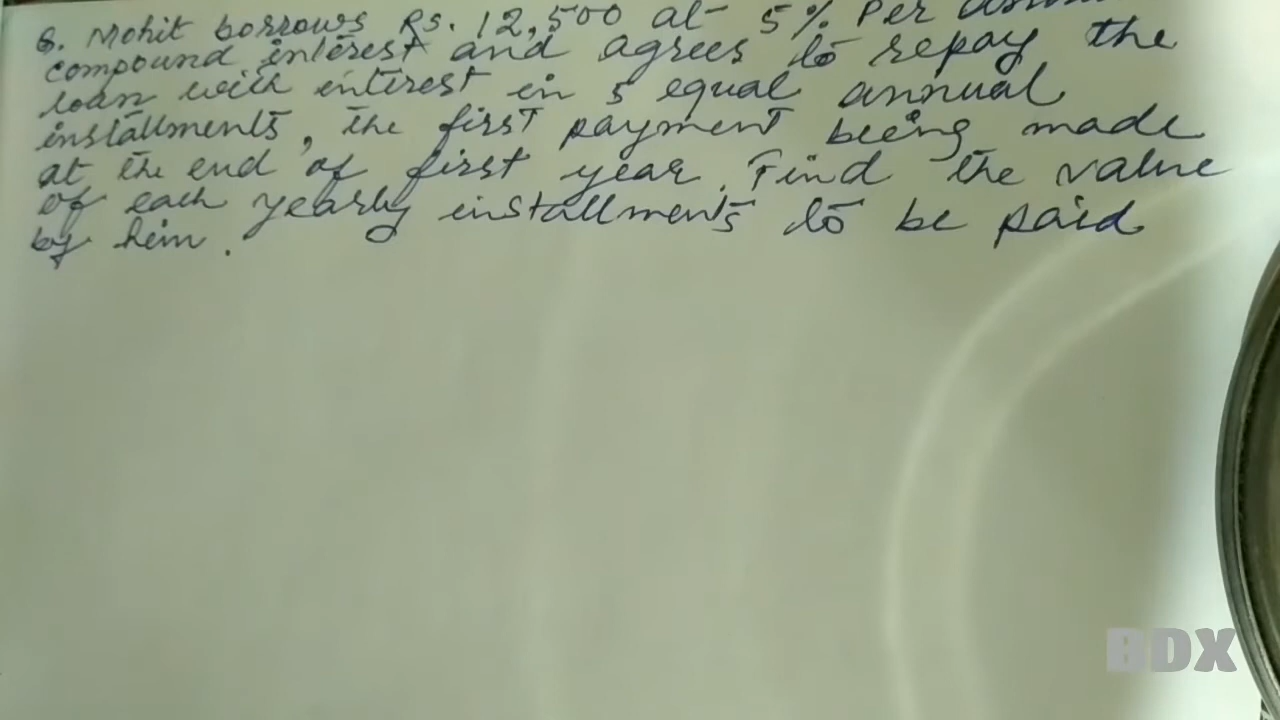 6. Mohit borrows Rs. 12,500 at 5% Per
compound interest and agrees to repay the
loan with interest in 5 equal annual
installments, the first payment being made
at the end of first year. Find the value
of each yearly installments to be paid
by him.
BDX